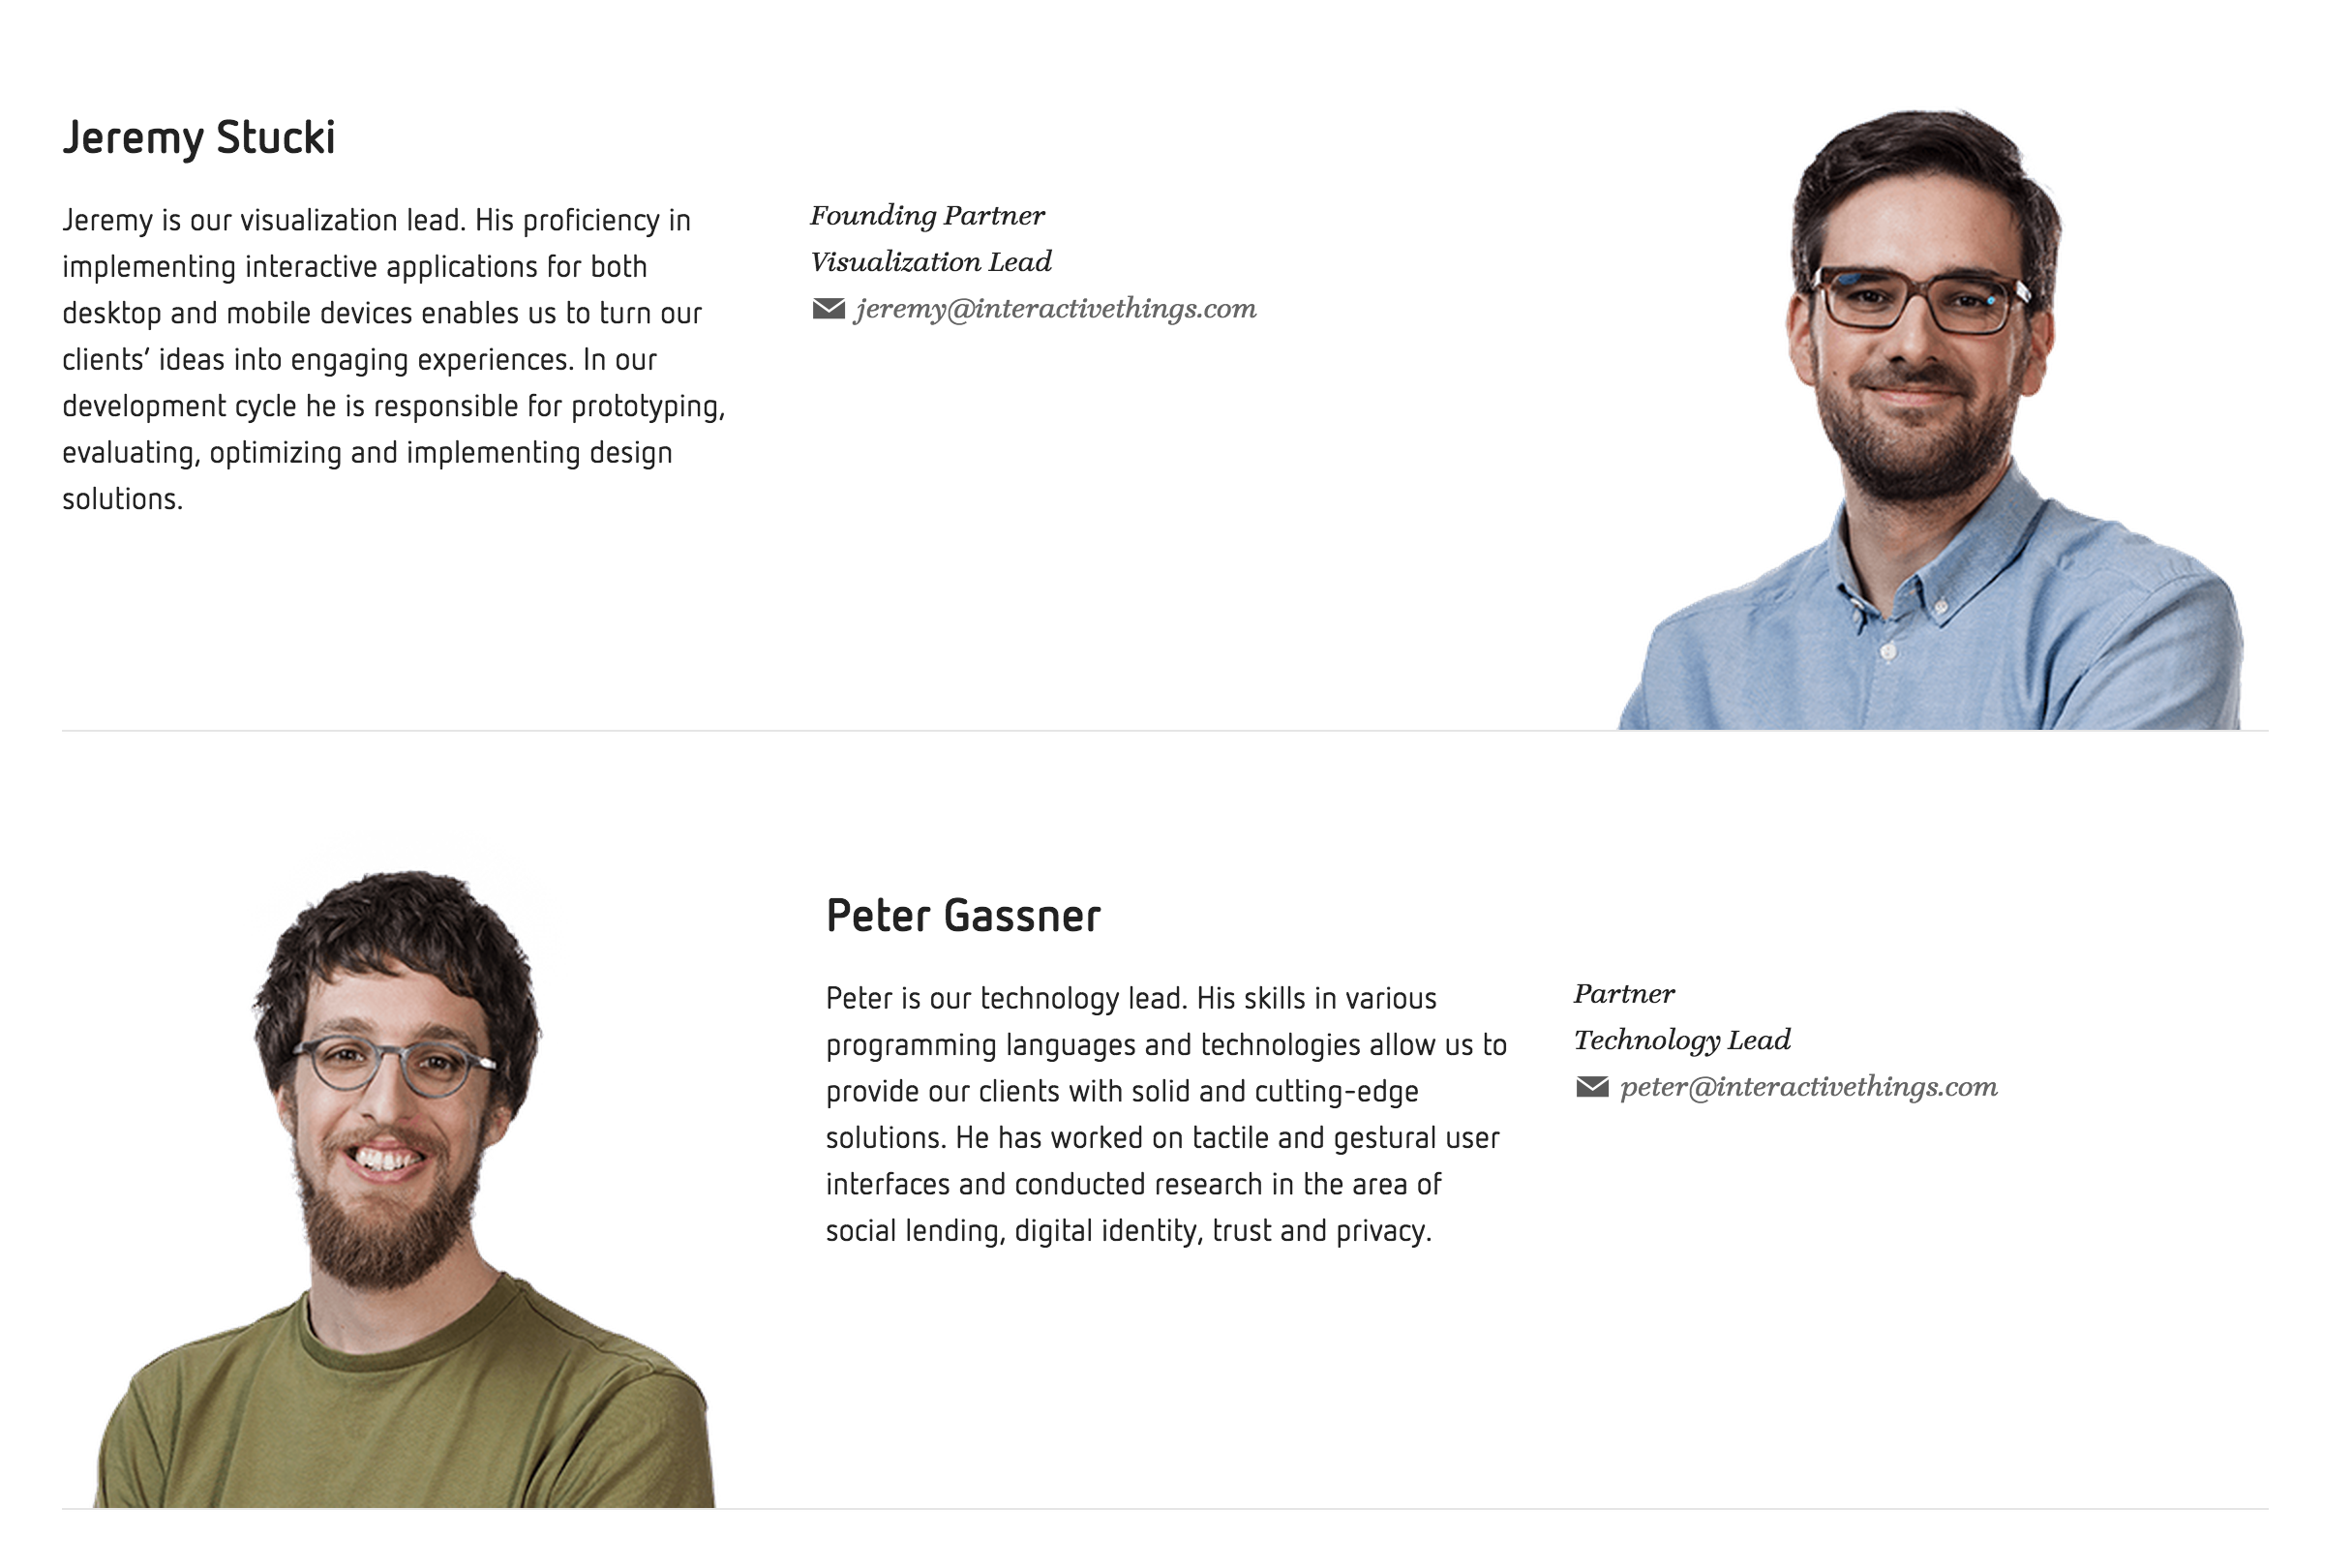 Jeremy Stucki
Jeremy is our visualization lead. His proficiency in
implementing interactive applications for both
desktop and mobile devices enables us to turn our
clients’ ideas into engaging experiences. In our
development cycle he is responsible for prototyping,
evaluating, optimizing and implementing design
solutions.
Founding Partner
Visualization Lead
jeremy@interactivethings.com
Peter Gassner
Peter is our technology lead. His skills in various
programming languages and technologies allow us to
provide our clients with solid and cutting-edge
solutions. He has worked on tactile and gestural user
interfaces and conducted research in the area of
social lending, digital identity, trust and privacy.
Partner
Technology Lead
peter@interactivethings.com